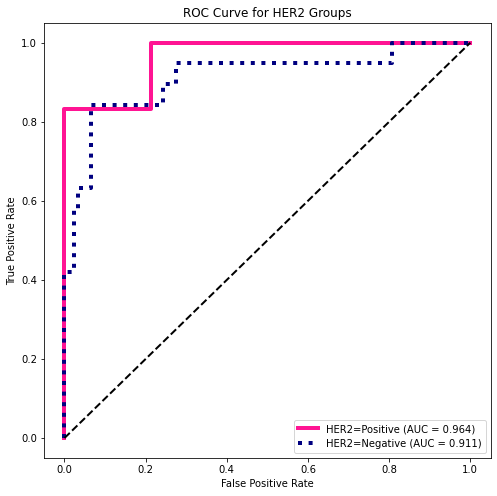 ROC Curve for HER2 Groups
True Positive Rate
1.0
0.8
0.6
0.4
0.2
0.0
0.0 0.2 0.4 0.6 0.8 1.0
False Positive Rate
HER2=Positive (AUC = 0.964)
HER2=Negative (AUC = 0.911)